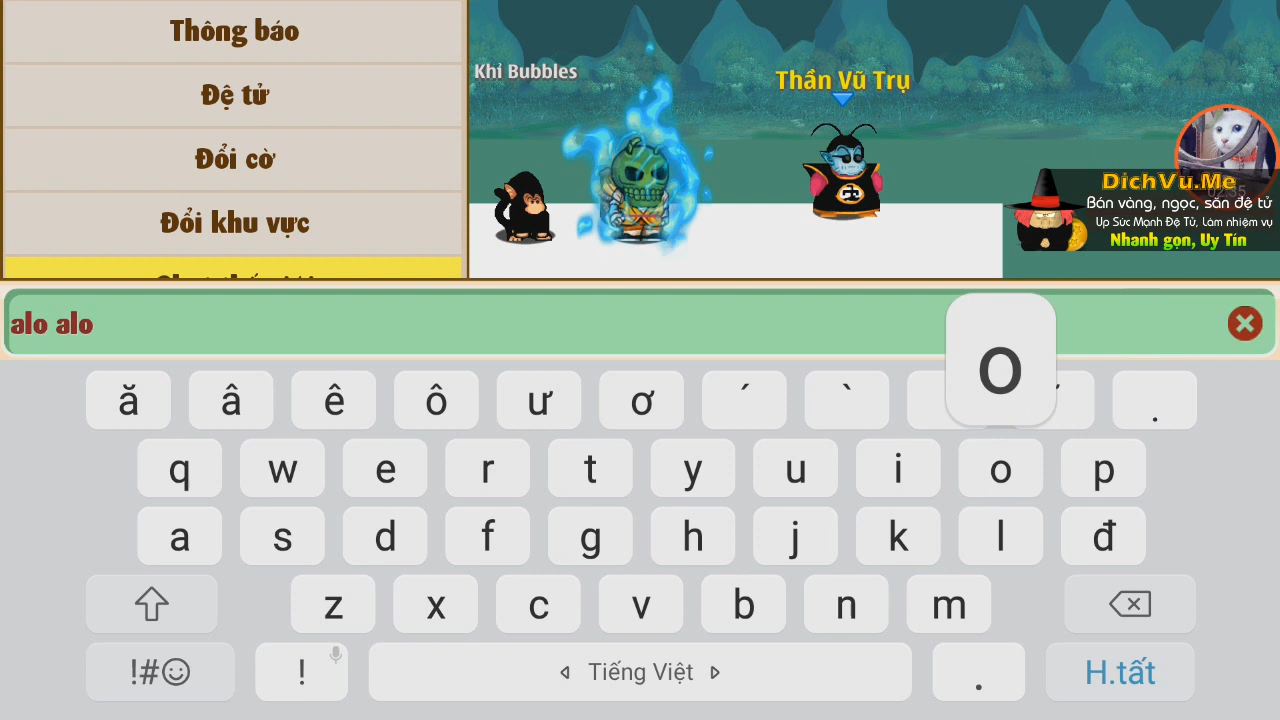 Thông báo
Đệ tử
Đổi cờ
Đổi khu vực
Khỉ Bubbles
Thần Vũ Trụ
DichVu.Me
Bán vàng, ngọc, săn đệ tử
Up Sức Mạnh Đệ Tử, Làm nhiệm vụ
Nhanh gọn, Uy Tín
alo alo
o
ă â ê ô ư ơ ´ ` .
q w e r t y u i o p
a s d f g h j k l đ
z x c v b n m
!#☺ ! Tiếng Việt . H.tất